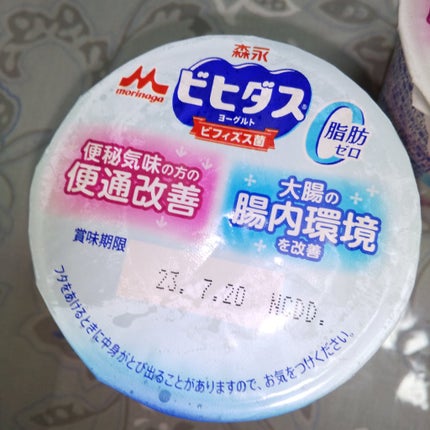 森永
morinaga
ビヒダス
ヨーグルト
ビフィズス菌
脂肪
ゼロ
便秘気味の方の
便通改善
大腸の
腸内環境
を改善
賞味期限
23. 7.20 NCDD.
フタをあけるときに中身がとび出ることがありますので、お気をつけください。